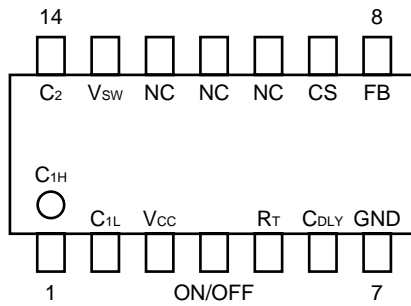 14 8
C2 VSW NC NC NC CS FB
C1H
C1L VCC RT CDLY GND
1 ON/OFF 7